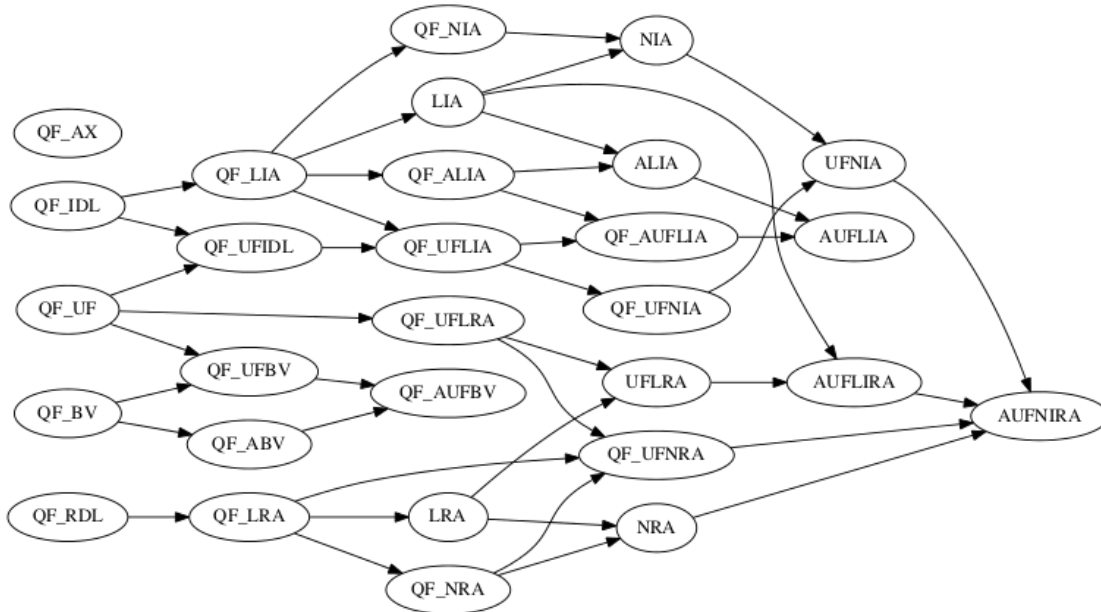 QF_NIA
NIA
LIA
QF_AX
QF_LIA
QF_ALIA
ALIA
UFNIA
QF_IDL
QF_UFIDL
QF_UFLIA
QF_AUFLIA
AUFLIA
QF_UF
QF_UFLRA
QF_UFNIA
QF_UFBV
QF_AUFBV
UFLRA
AUFLIRA
QF_BV
QF_ABV
QF_UFNRA
AUFNIRA
QF_RDL
QF_LRA
LRA
NRA
QF_NRA